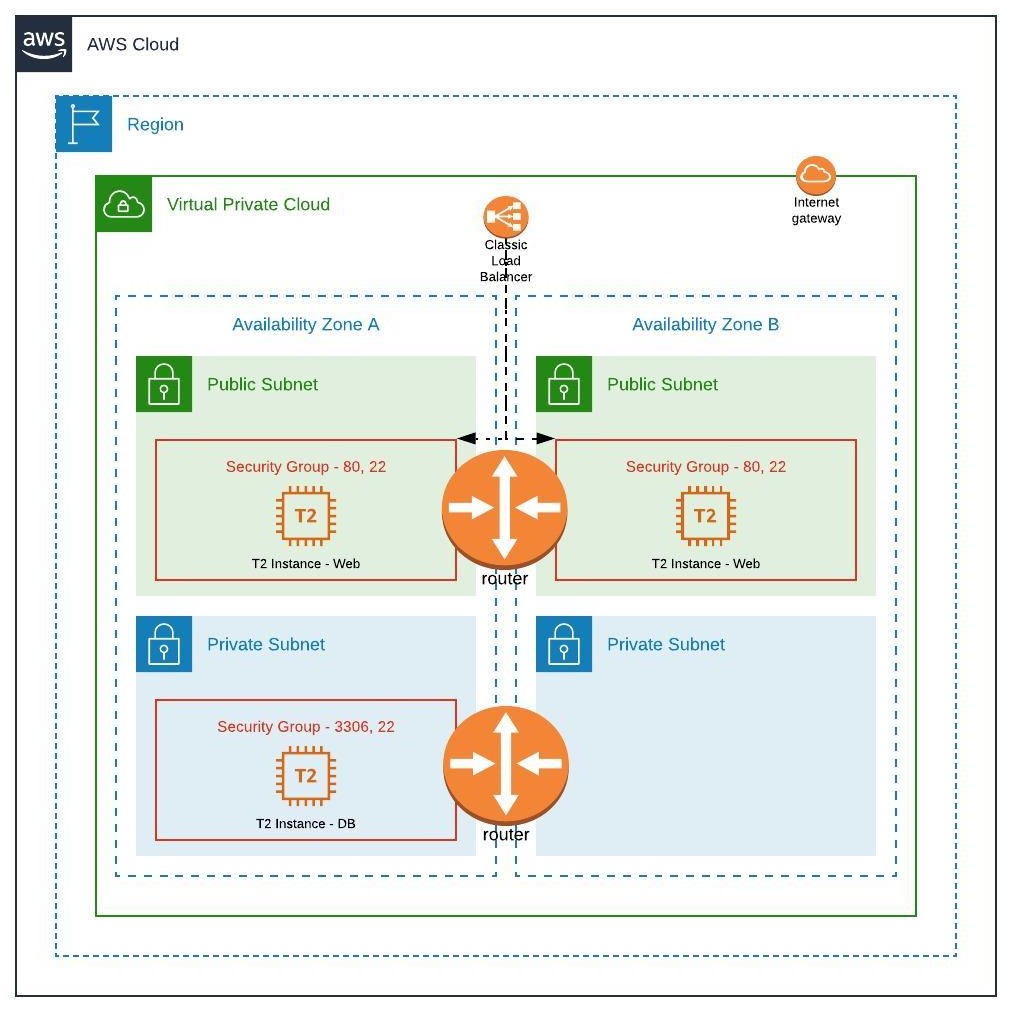 aws
AWS Cloud
Region
Virtual Private Cloud
Internet
gateway
Classic
Load
Balancer
Availability Zone A
Availability Zone B
Public Subnet
Public Subnet
Security Group - 80, 22
Security Group - 80, 22
T2
T2
T2 Instance - Web
T2 Instance - Web
router
Private Subnet
Private Subnet
Security Group - 3306, 22
T2
T2 Instance - DB
router